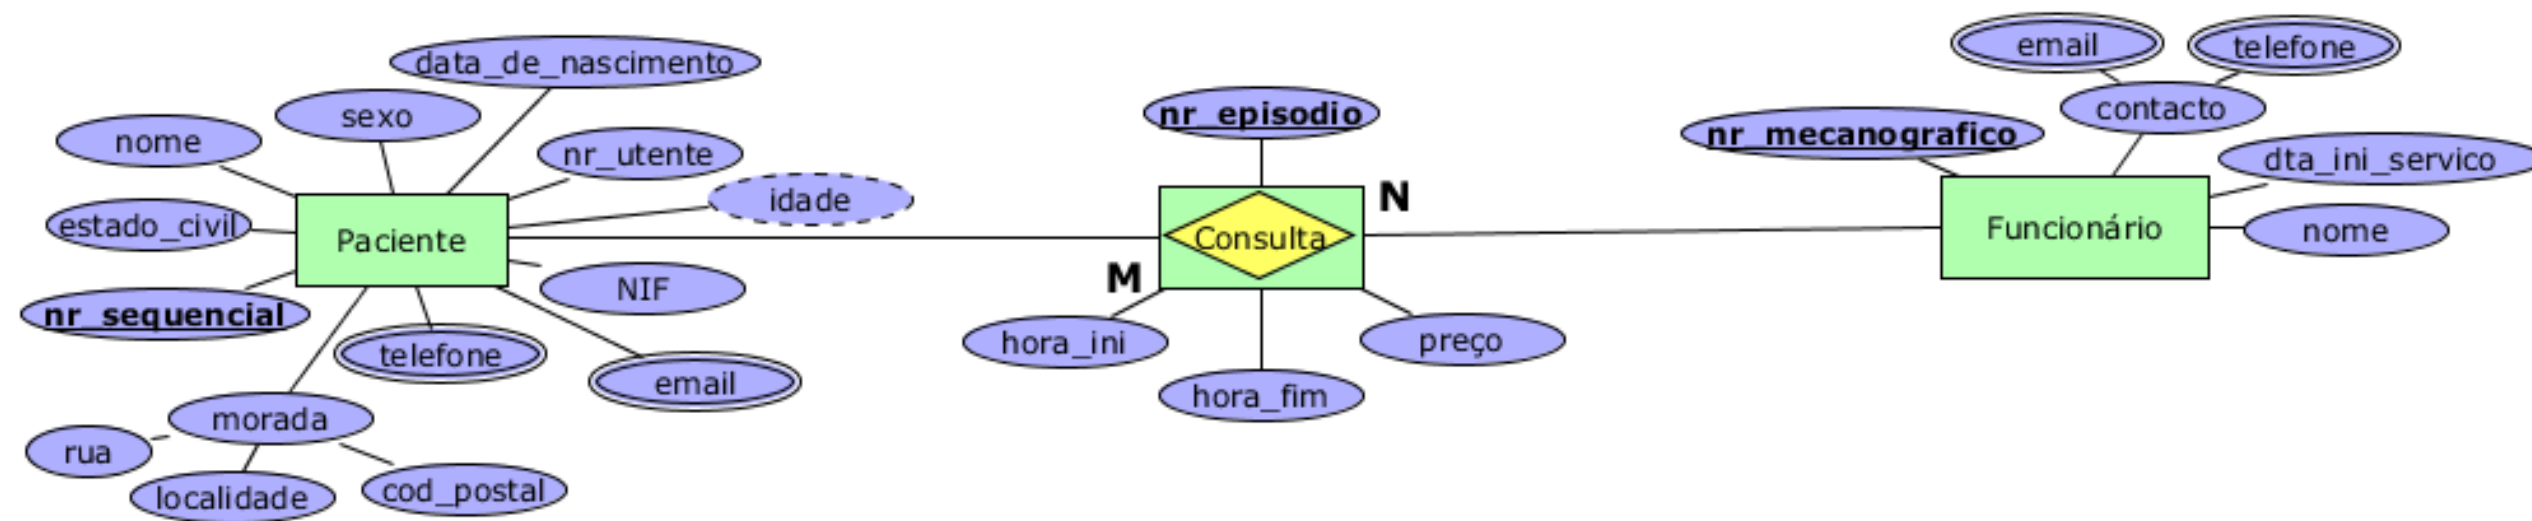 email
telefone
data_de_nascimento
contacto
nr_episodio
sexo
nome
nr_mecanografico
nr_utente
dta_ini_servico
idade
N
estado_civil
Paciente
Consulta
Funcionário
nome
M
NIF
nr_sequencial
hora_ini
preço
telefone
email
hora_fim
morada
rua
cod_postal
localidade